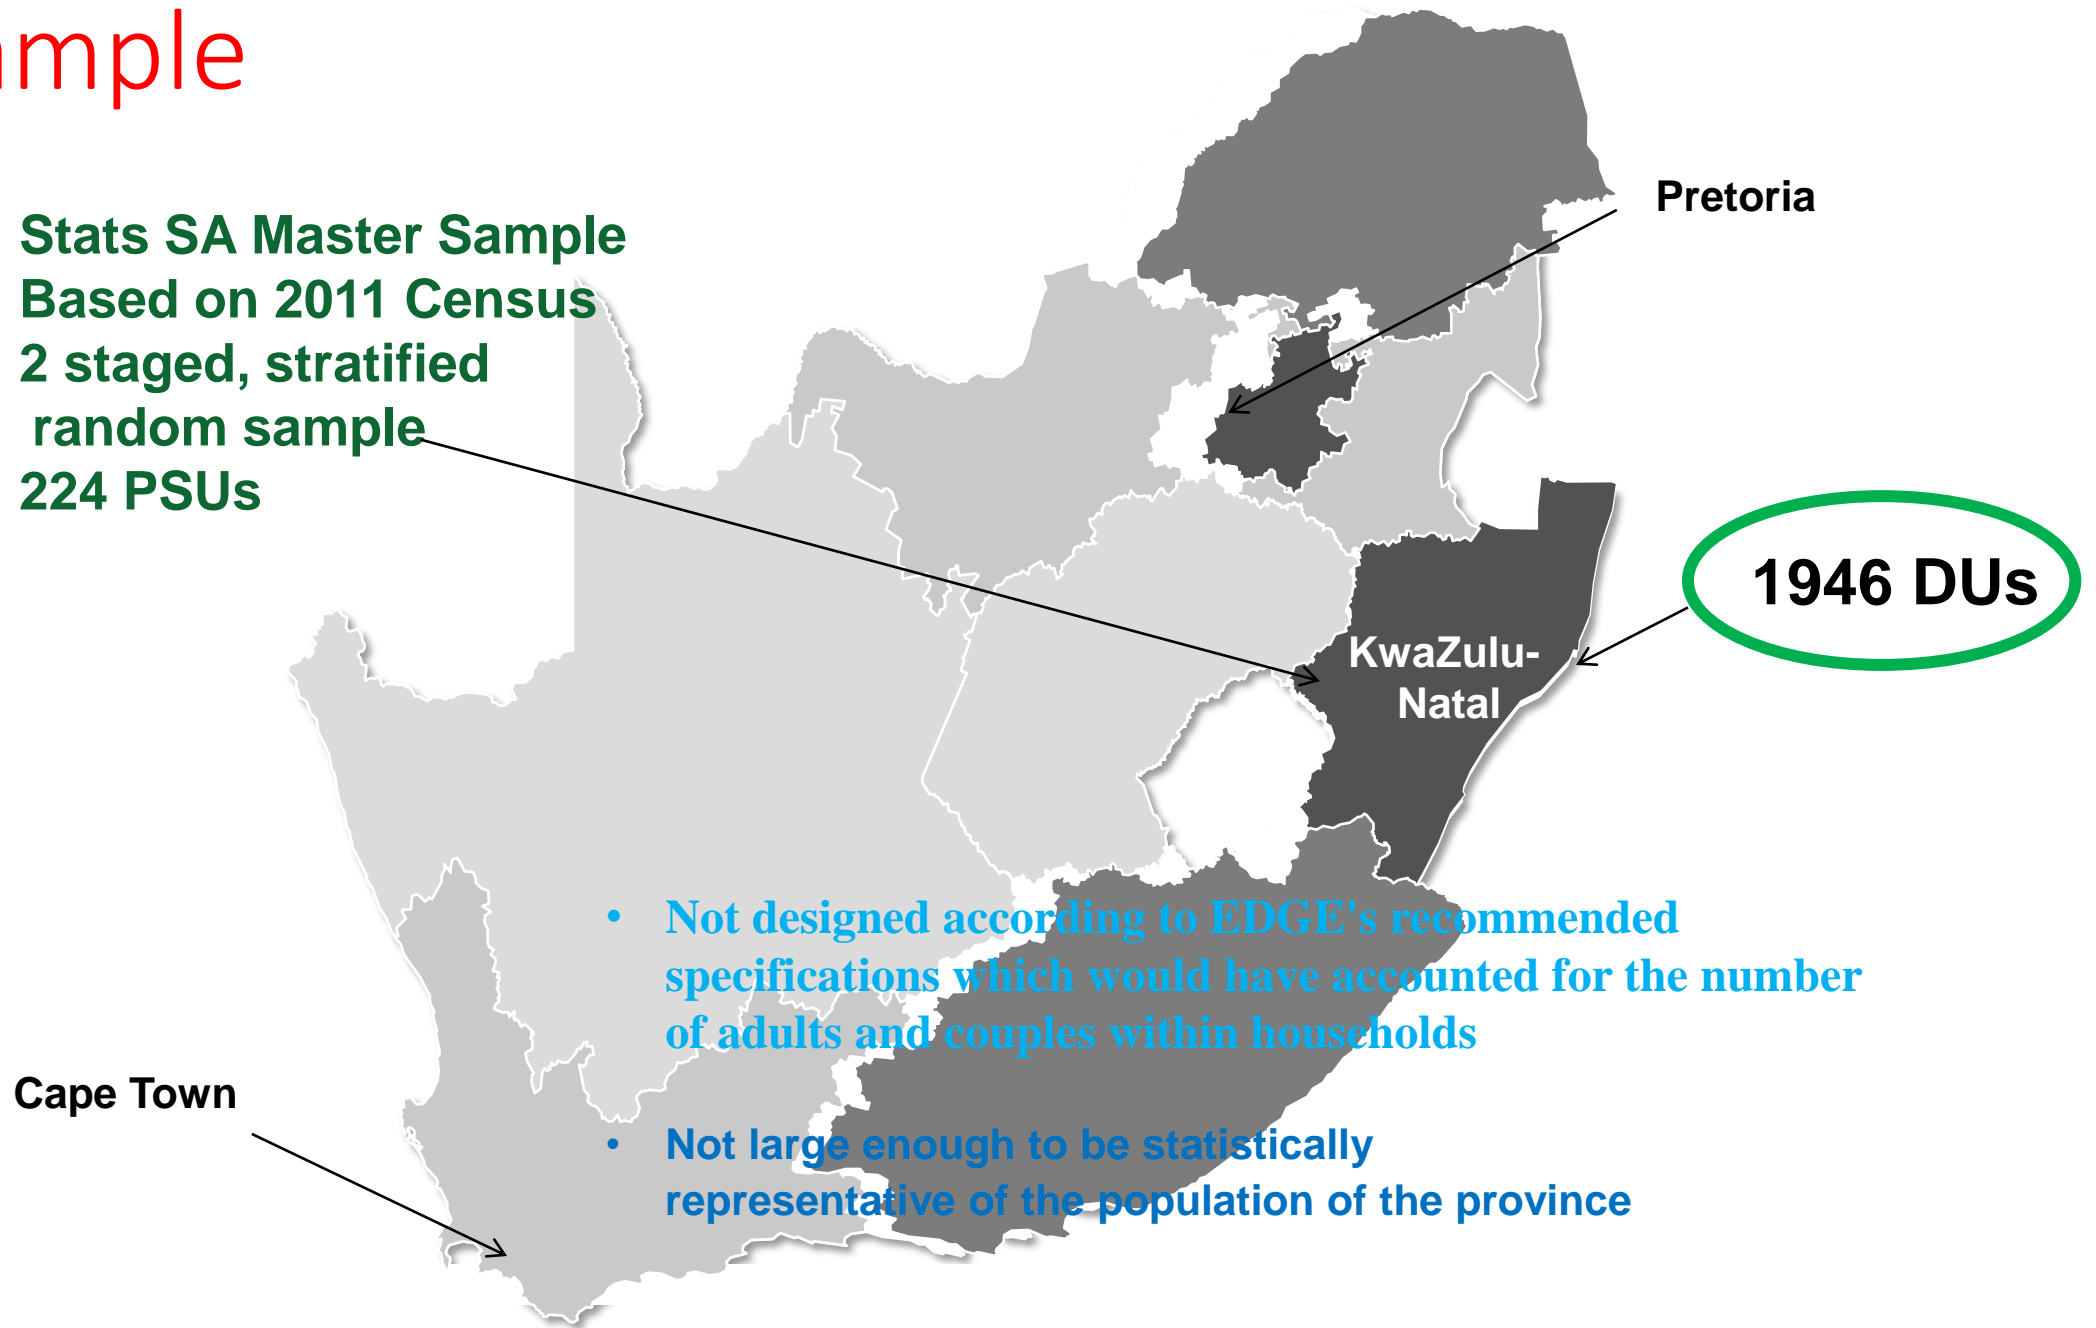 ample
Stats SA Master Sample
Based on 2011 Census
2 staged, stratified
random sample
224 PSUs
Pretoria
1946 DUs
KwaZulu-
Natal
• Not designed according to EDGE's recommended
specifications which would have accounted for the number
of adults and couples within households
Cape Town
• Not large enough to be statistically
representative of the population of the province